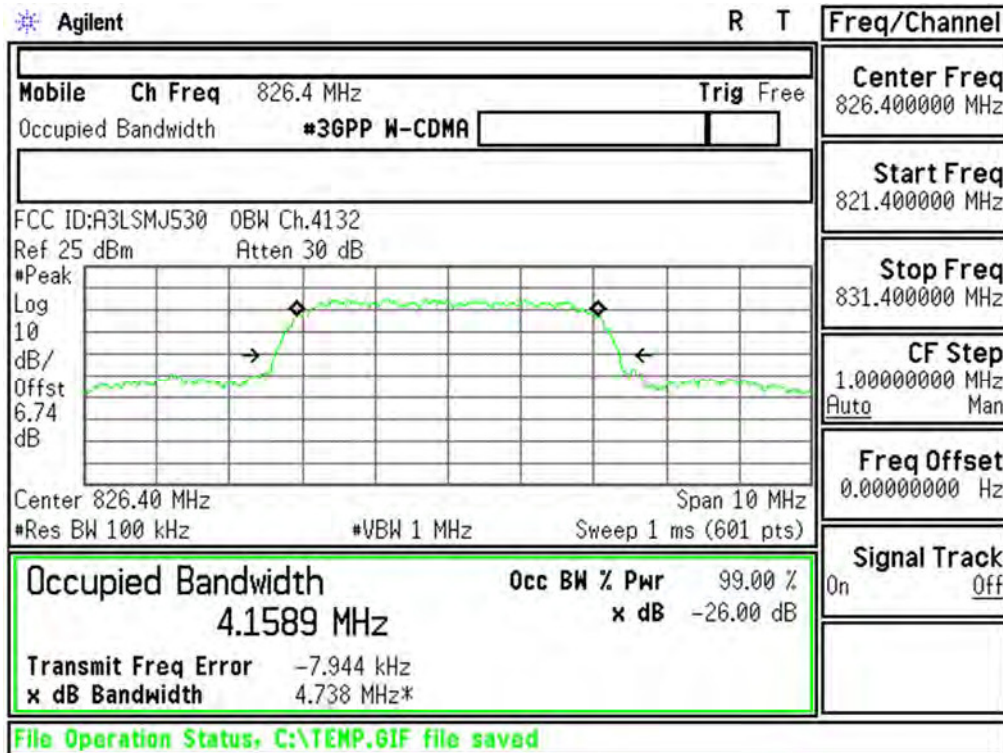 Agilent R T
Mobile Ch Freq 826.4 MHz Trig Free
Occupied Bandwidth #3GPP W-CDMA
FCC ID:A3LSMJ530 OBW Ch.4132
Ref 25 dBm Atten 30 dB
#Peak
Log
10
dB/
Offst
6.74
dB
Center 826.40 MHz Span 10 MHz
#Res BW 100 kHz #VBW 1 MHz Sweep 1 ms (601 pts)
Occupied Bandwidth Occ BW % Pwr 99.00 %
4.1589 MHz x dB -26.00 dB
Transmit Freq Error -7.944 kHz
x dB Bandwidth 4.738 MHz*
File Operation Status, C:\TEMP.GIF file saved
Freq/Channel
Center Freq
826.400000 MHz
Start Freq
821.400000 MHz
Stop Freq
831.400000 MHz
CF Step
1.00000000 MHz
Auto Man
Freq Offset
0.00000000 Hz
Signal Track
On Off